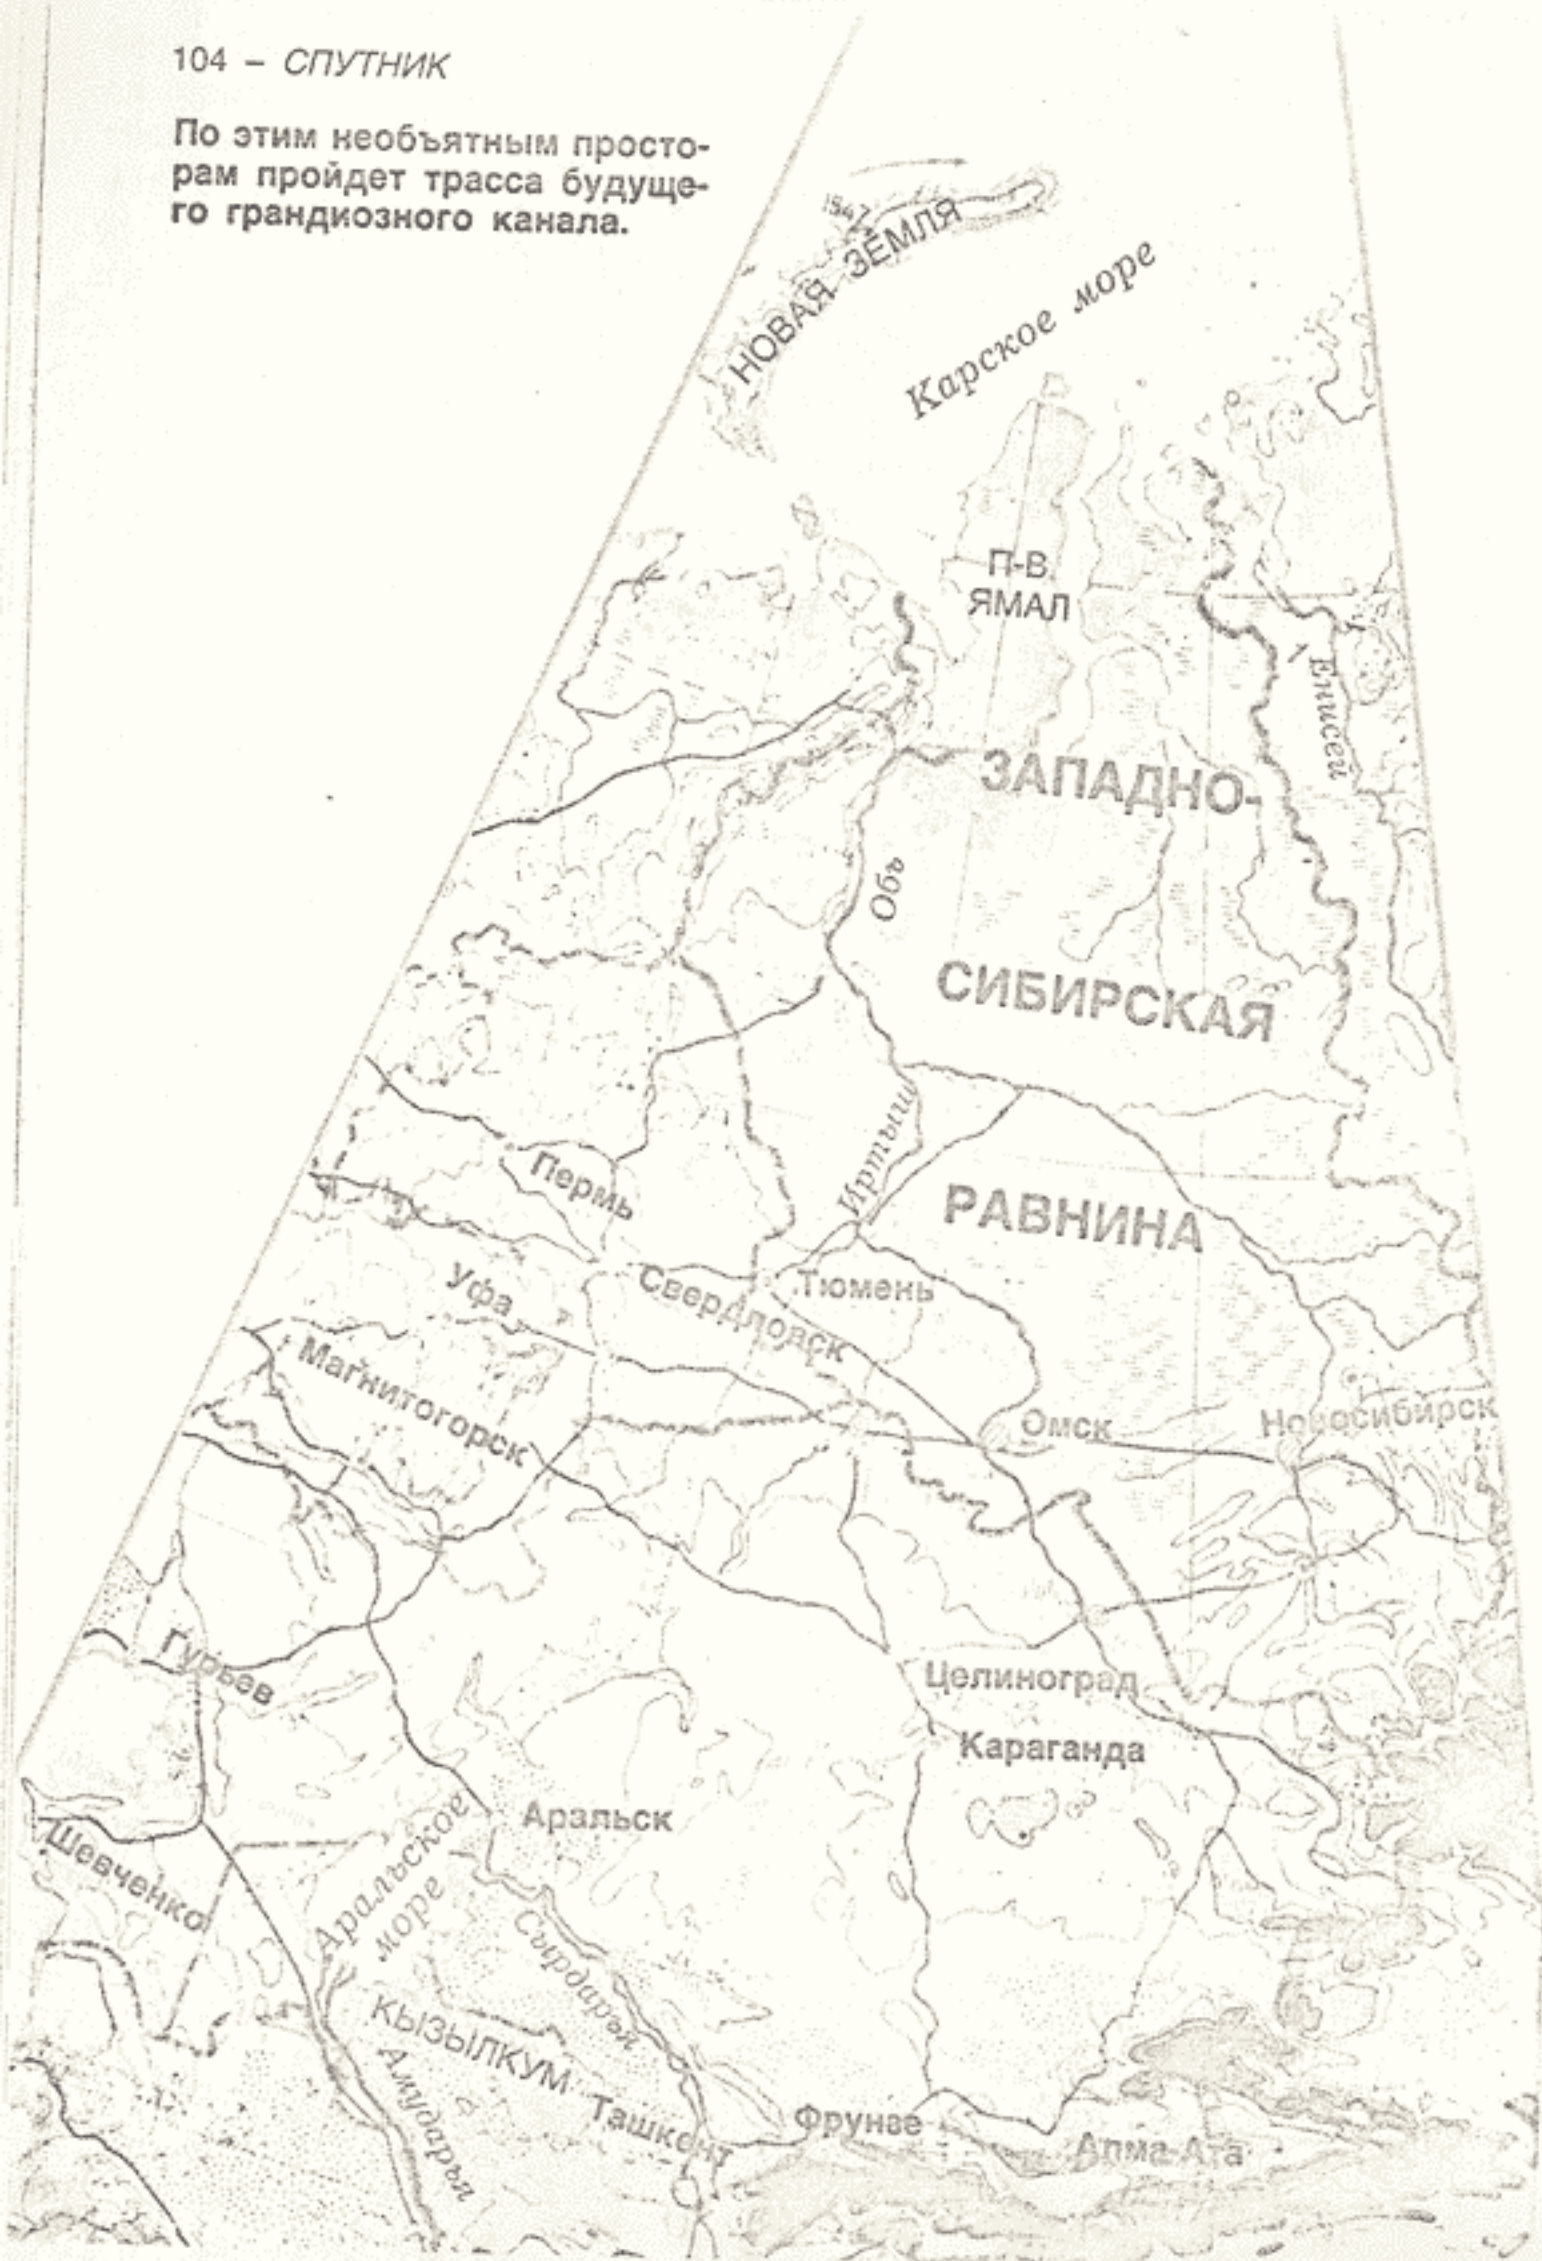 104 – СПУТНИК
По этим необъятным просто-
рам пройдет трасса будуще-
го грандиозного канала.
1547
НОВАЯ ЗЕМЛЯ
Карское море
П-В.
ЯМАЛ
Енисей
ЗАПАДНО-
Обь
СИБИРСКАЯ
Иртыш
Пермь
РАВНИНА
Уфа
Свердловск
Тюмень
Магнитогорск
Омск
Новосибирск
Гурьев
Целиноград
Караганда
Аральск
Шевченко
Аральское
море
Сырдарья
КЫЗЫЛКУМ
Амударья
Ташкент
Фрунзе
Алма-Ата